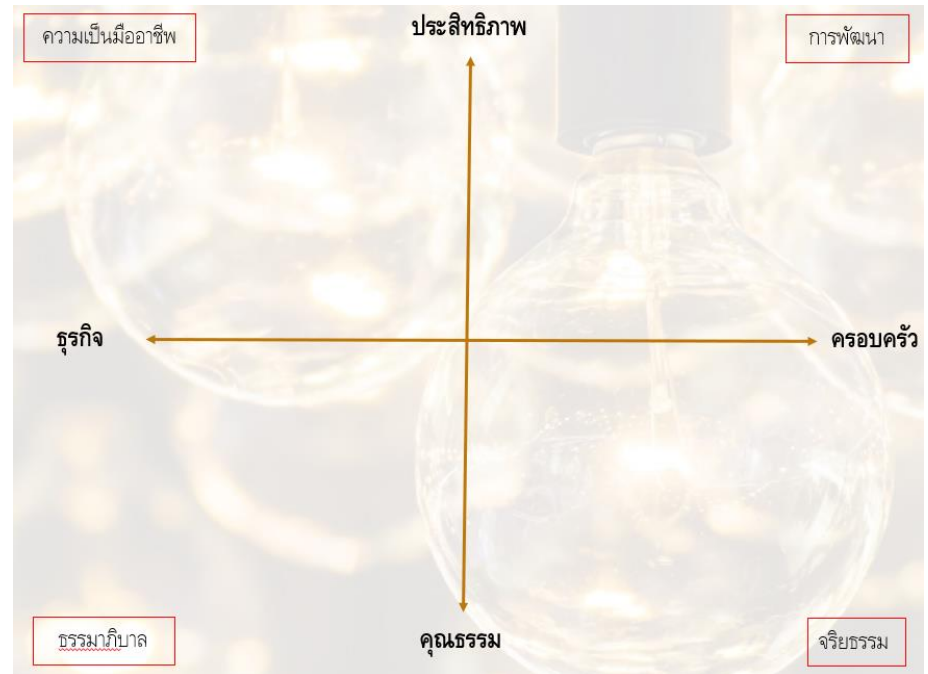 ความเป็นมืออาชีพ
ประสิทธิภาพ
การพัฒนา
ธุรกิจ
ครอบครัว
ธรรมาภิบาล
คุณธรรม
จริยธรรม